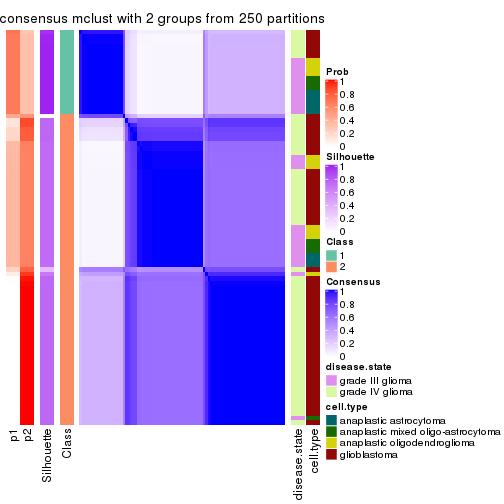 consensus mclust with 2 groups from 250 partitions
Prob
1
0.8
0.6
0.4
0.2
0
Silhouette
1
0.8
0.6
0.4
0.2
0
Class
1
2
Consensus
1
0.8
0.6
0.4
0.2
0
disease.state
grade III glioma
grade IV glioma
cell.type
anaplastic astrocytoma
anaplastic mixed oligo-astrocytoma
anaplastic oligodendroglioma
glioblastoma
p1
p2
Silhouette
Class
disease.state
cell.type